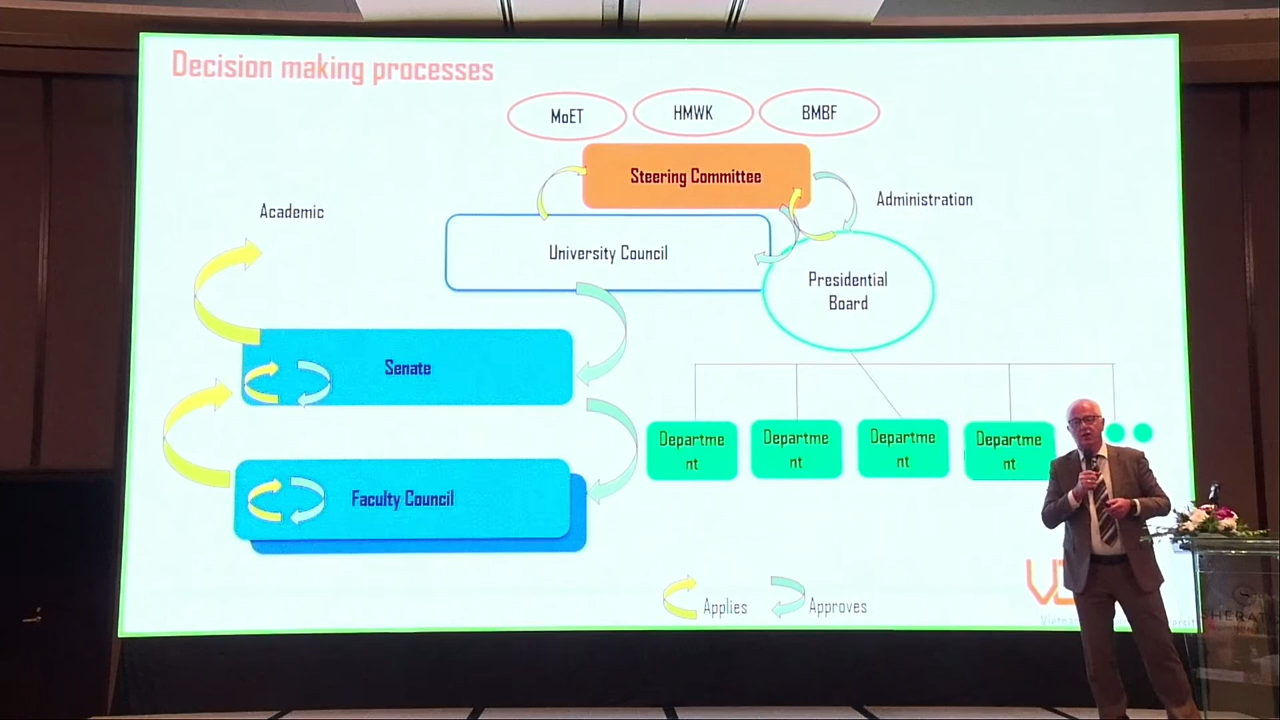 Decision making processes
MoET
HMWK
BMBF
Steering Committee
Academic
Administration
University Council
Presidential
Board
Senate
Departme
nt
Departme
nt
Departme
nt
Departme
nt
Faculty Council
Applies
Approves